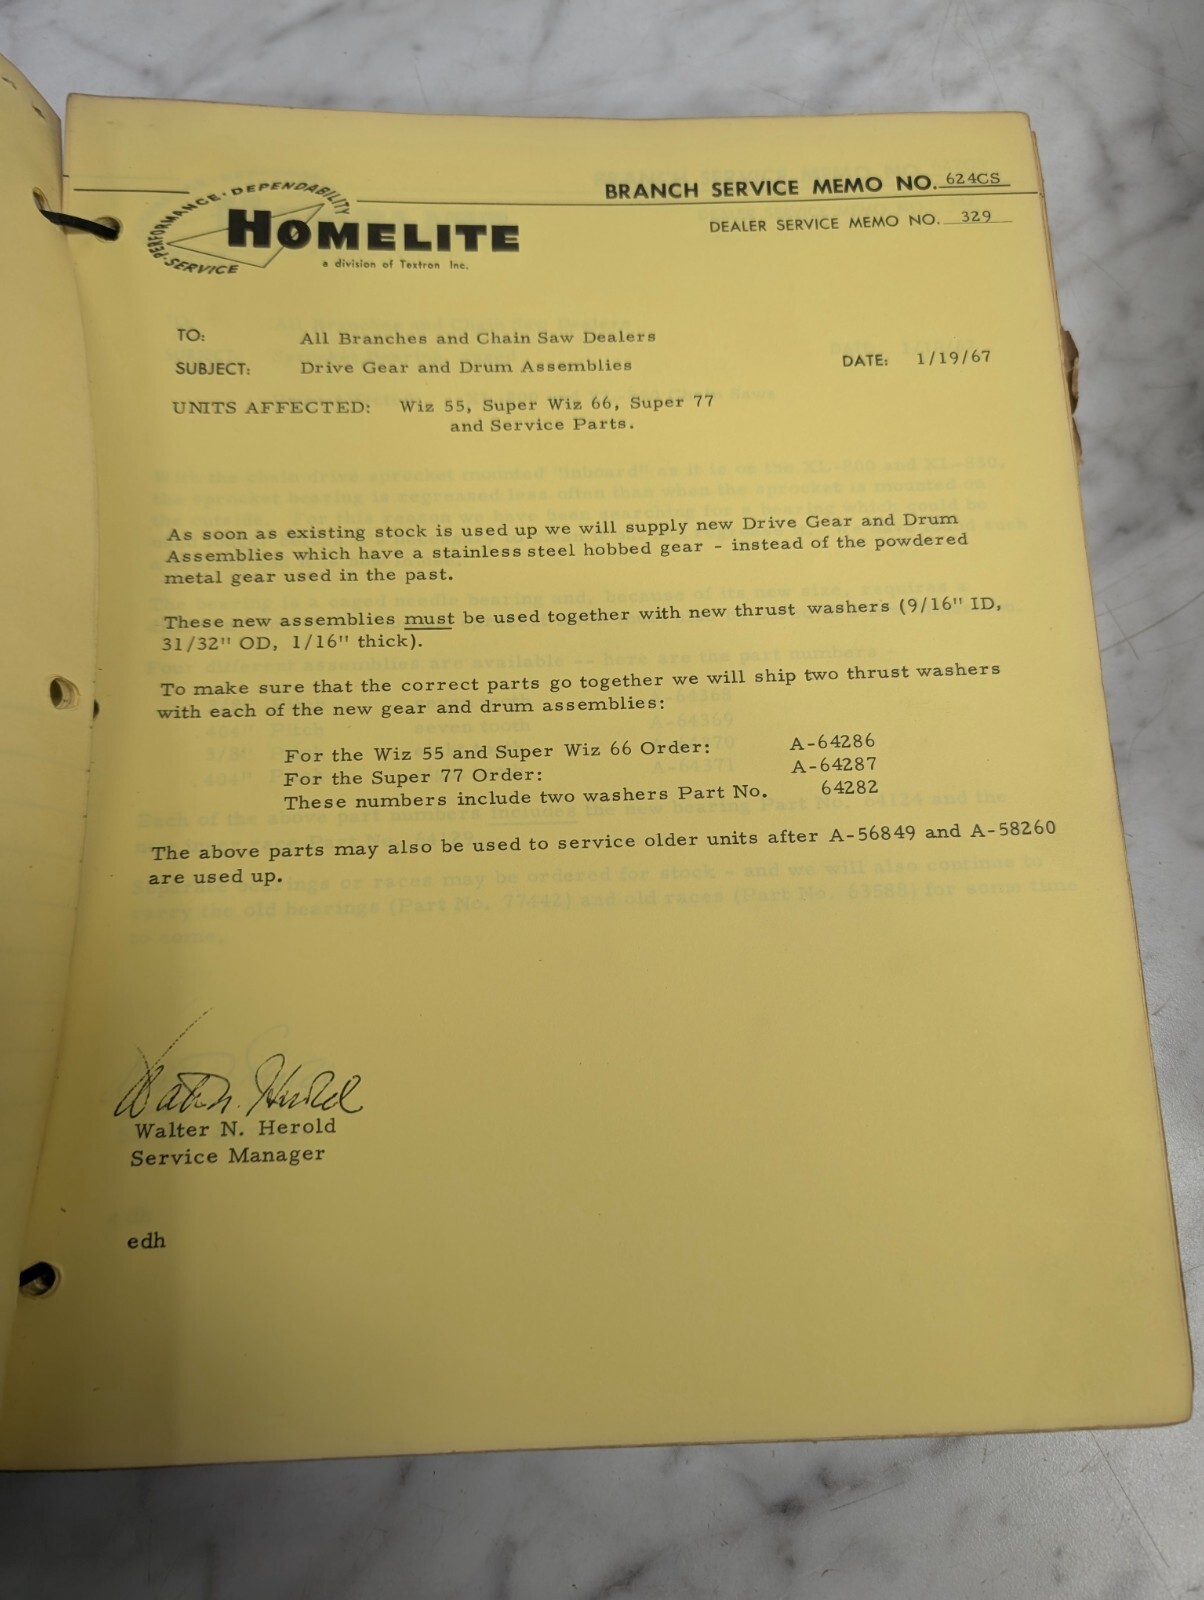 BRANCH SERVICE MEMO NO. 624CS
DEALER SERVICE MEMO NO. 329
PERFORMANCE · DEPENDABILITY · SERVICE
HOMELITE
a division of Textron Inc.
TO: All Branches and Chain Saw Dealers
SUBJECT: Drive Gear and Drum Assemblies
DATE: 1/19/67
UNITS AFFECTED: Wiz 55, Super Wiz 66, Super 77
and Service Parts.
As soon as existing stock is used up we will supply new Drive Gear and Drum
Assemblies which have a stainless steel hobbed gear - instead of the powdered
metal gear used in the past.
These new assemblies must be used together with new thrust washers (9/16" ID,
31/32" OD, 1/16" thick).
To make sure that the correct parts go together we will ship two thrust washers
with each of the new gear and drum assemblies:
For the Wiz 55 and Super Wiz 66 Order: A-64286
For the Super 77 Order: A-64287
These numbers include two washers Part No. 64282
The above parts may also be used to service older units after A-56849 and A-58260
are used up.
Walter N. Herold
Walter N. Herold
Service Manager
edh